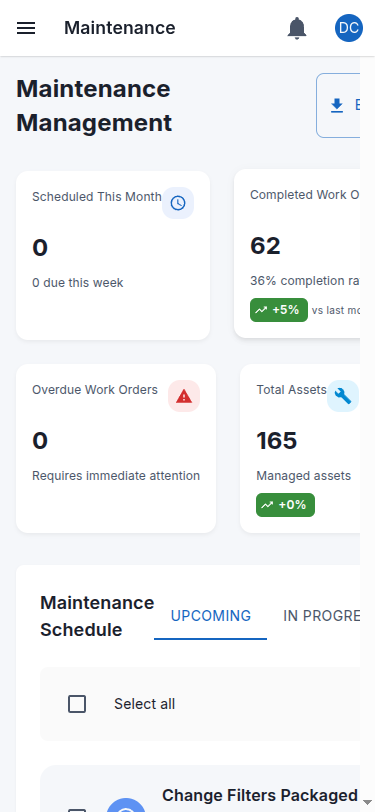 Maintenance
DC
Maintenance
Management
Scheduled This Month
0
0 due this week
Completed Work O
62
36% completion ra
+5% vs last mo
Overdue Work Orders
0
Requires immediate attention
Total Assets
165
Managed assets
+0%
Maintenance
Schedule
UPCOMING
IN PROGRE
Select all
Change Filters Packaged